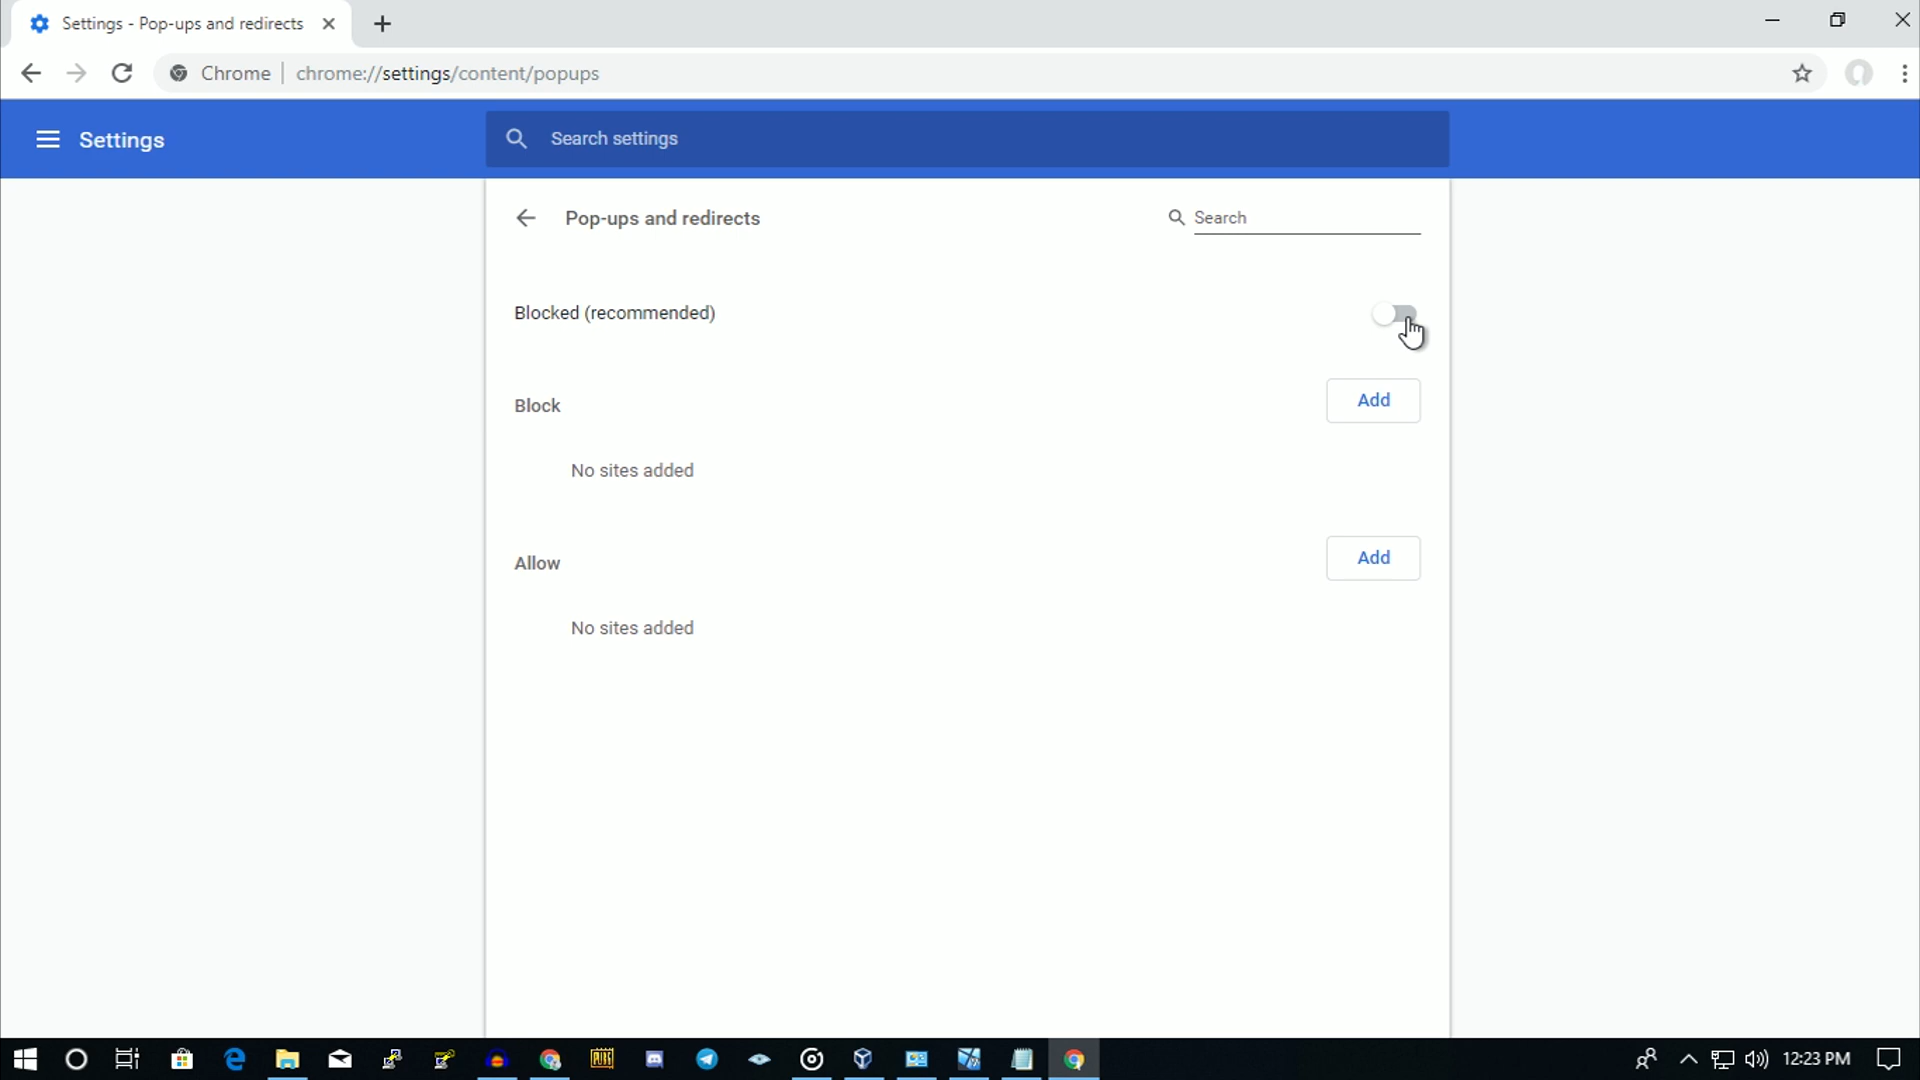 Settings - Pop-ups and redirects
Chrome | chrome://settings/content/popups
Settings
Search settings
Pop-ups and redirects
Search
Blocked (recommended)
Block
Add
No sites added
Allow
Add
No sites added
PUBG
12:23 PM